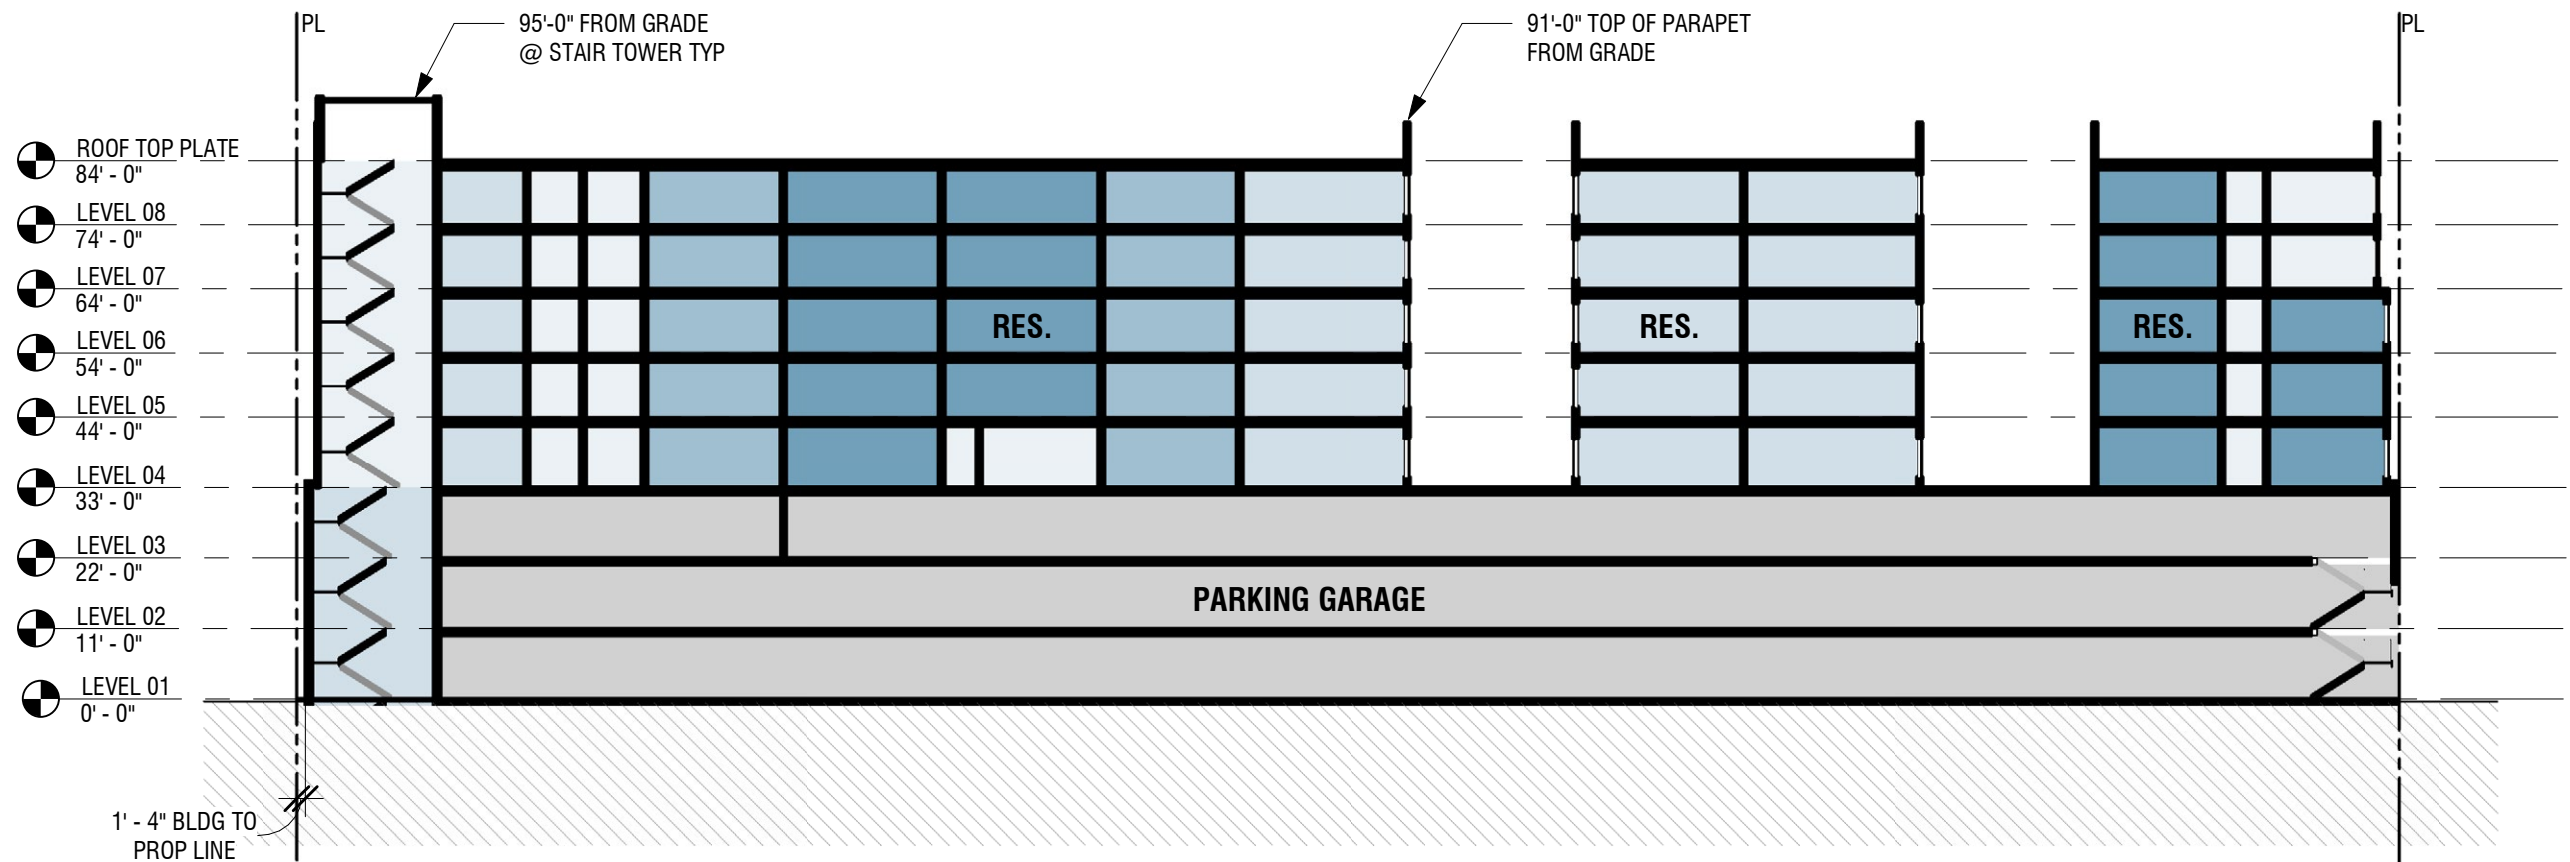 PL
95'-0" FROM GRADE
@ STAIR TOWER TYP
91'-0" TOP OF PARAPET
FROM GRADE
PL
ROOF TOP PLATE
84' - 0"
LEVEL 08
74' - 0"
LEVEL 07
64' - 0"
LEVEL 06
54' - 0"
LEVEL 05
44' - 0"
LEVEL 04
33' - 0"
LEVEL 03
22' - 0"
LEVEL 02
11' - 0"
LEVEL 01
0' - 0"
RES.
RES.
RES.
PARKING GARAGE
1' - 4" BLDG TO
PROP LINE